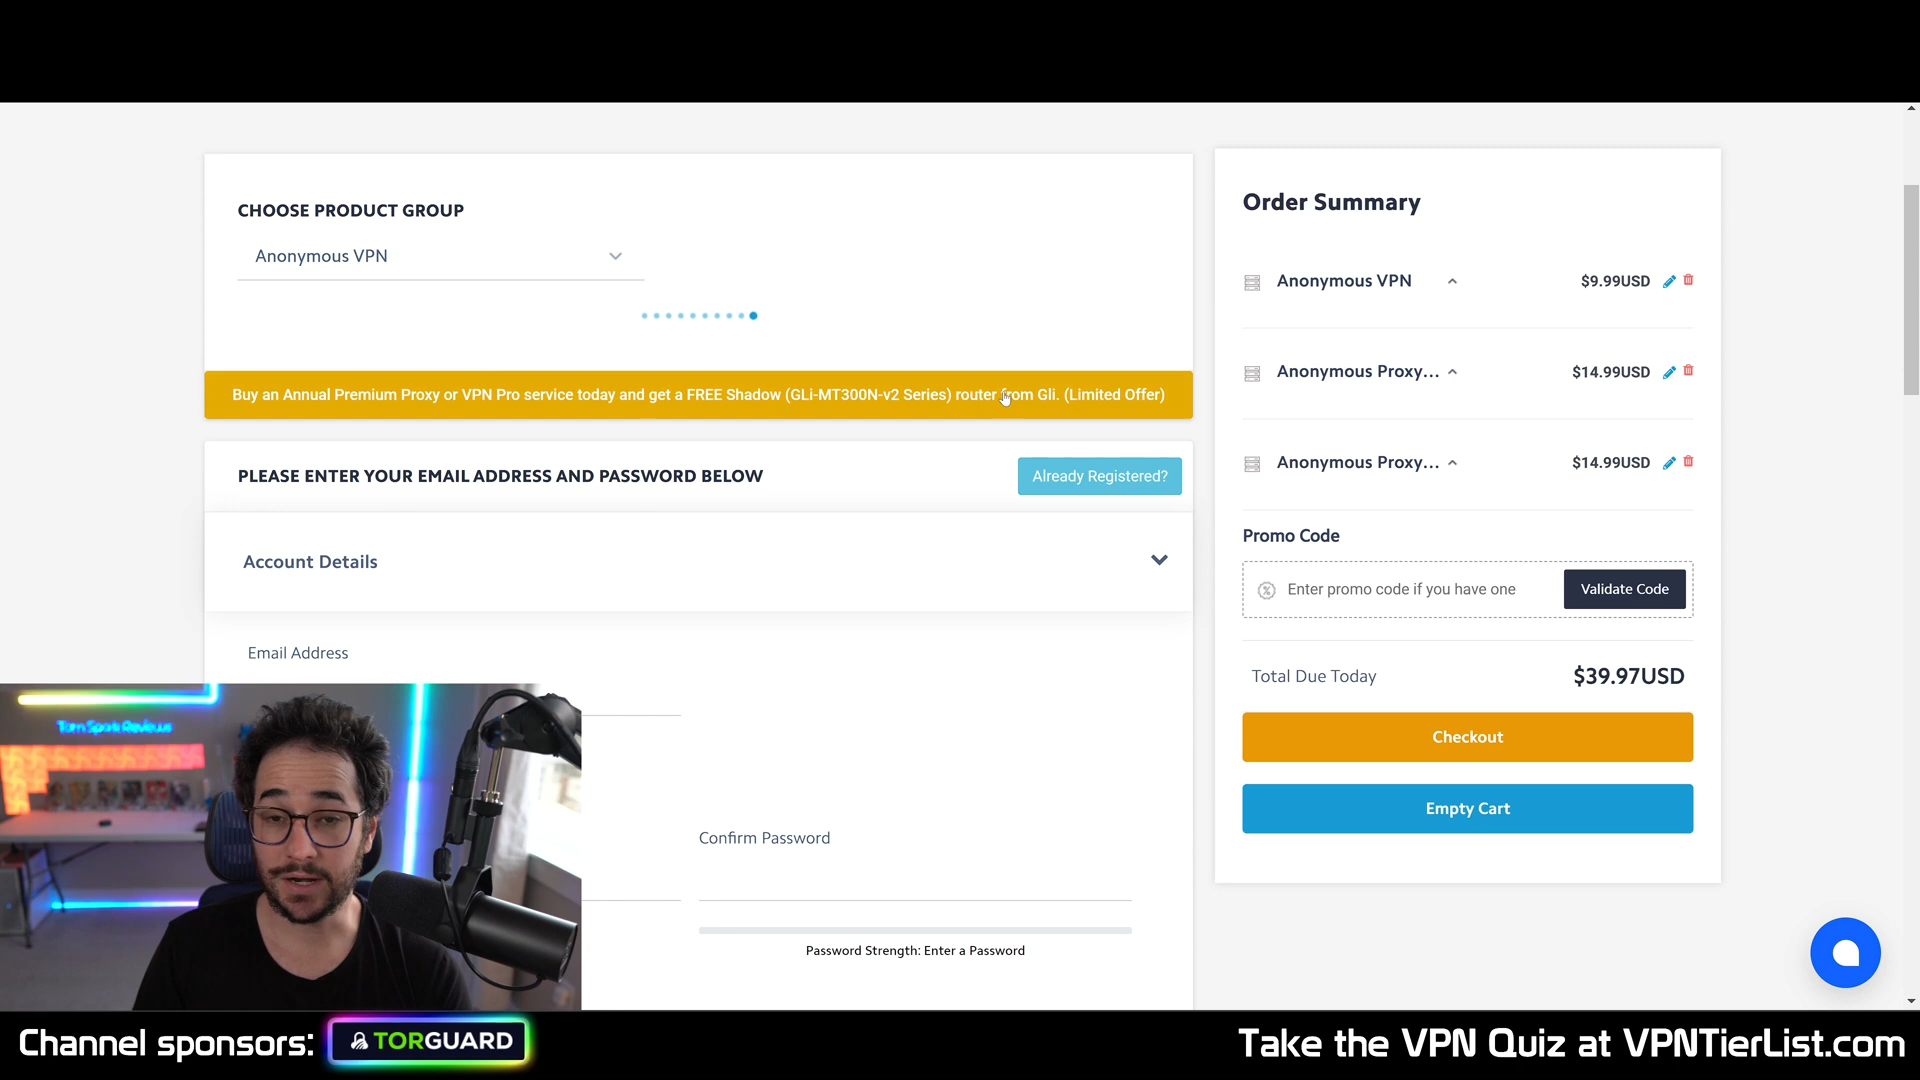 CHOOSE PRODUCT GROUP
Anonymous VPN
Buy an Annual Premium Proxy or VPN Pro service today and get a FREE Shadow (GLi-MT300N-v2 Series) router from Gli. (Limited Offer)
PLEASE ENTER YOUR EMAIL ADDRESS AND PASSWORD BELOW
Already Registered?
Account Details
Email Address
Confirm Password
Password Strength: Enter a Password
Order Summary
Anonymous VPN $9.99USD
Anonymous Proxy... $14.99USD
Anonymous Proxy... $14.99USD
Promo Code
Enter promo code if you have one
Validate Code
Total Due Today $39.97USD
Checkout
Empty Cart
Tom Spark Reviews
Channel sponsors: TORGUARD
Take the VPN Quiz at VPNTierList.com